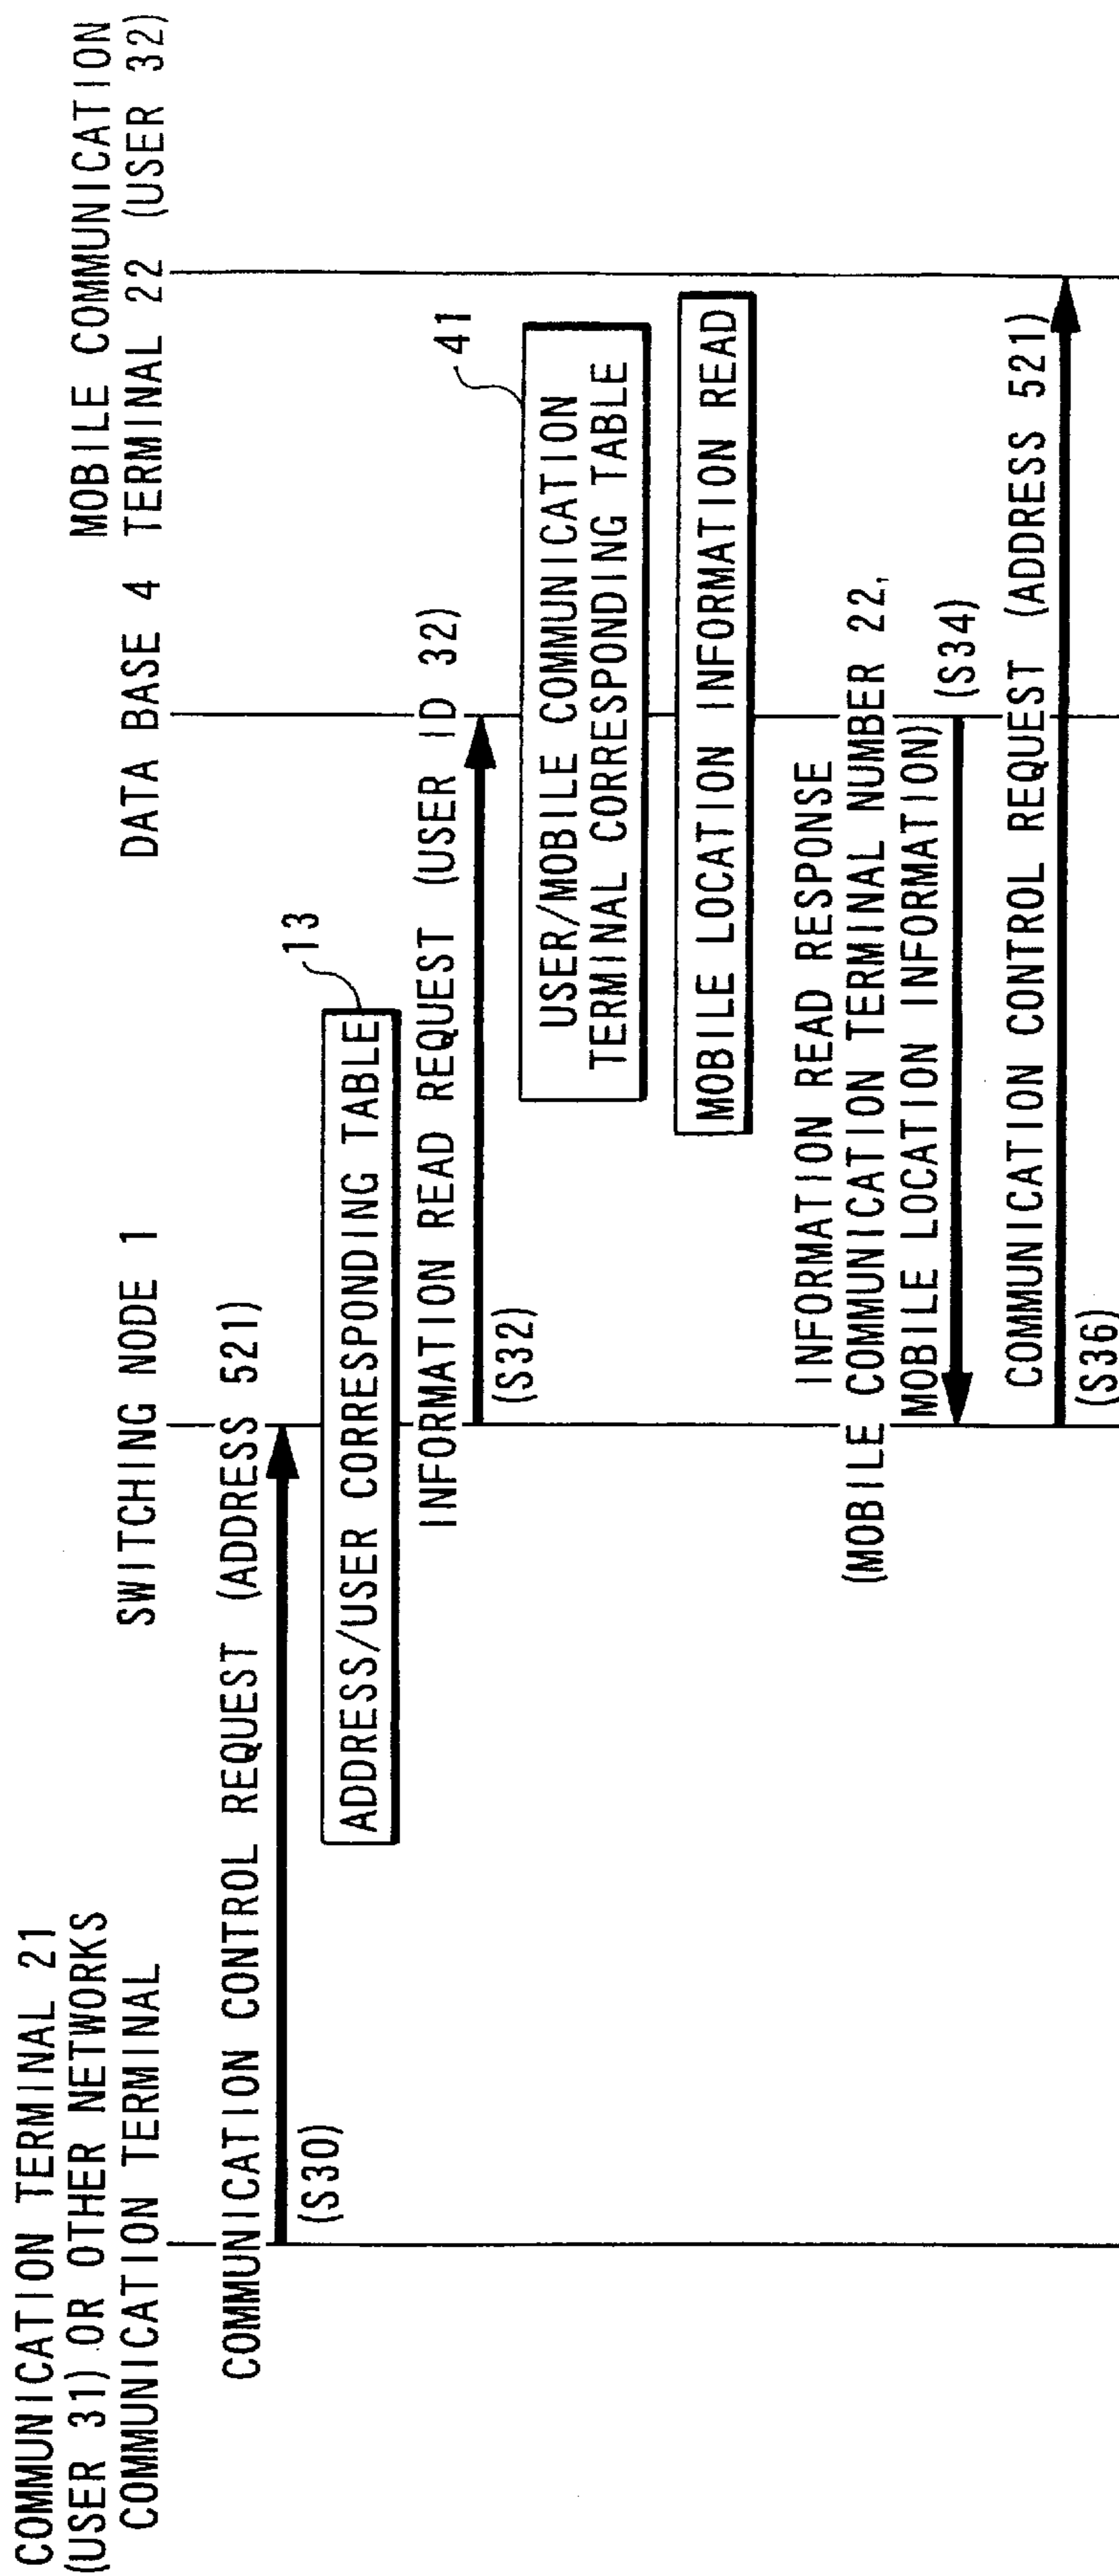 COMMUNICATION TERMINAL 21
(USER 31) OR OTHER NETWORKS
COMMUNICATION TERMINAL
SWITCHING NODE 1
DATA BASE 4
MOBILE COMMUNICATION
TERMINAL 22 (USER 32)
COMMUNICATION CONTROL REQUEST (ADDRESS 521)
(S30)
ADDRESS/USER CORRESPONDING TABLE
13
INFORMATION READ REQUEST (USER ID 32)
(S32)
41
USER/MOBILE COMMUNICATION
TERMINAL CORRESPONDING TABLE
MOBILE LOCATION INFORMATION READ
INFORMATION READ RESPONSE
(MOBILE COMMUNICATION TERMINAL NUMBER 22,
MOBILE LOCATION INFORMATION)
(S34)
COMMUNICATION CONTROL REQUEST (ADDRESS 521)
(S36)